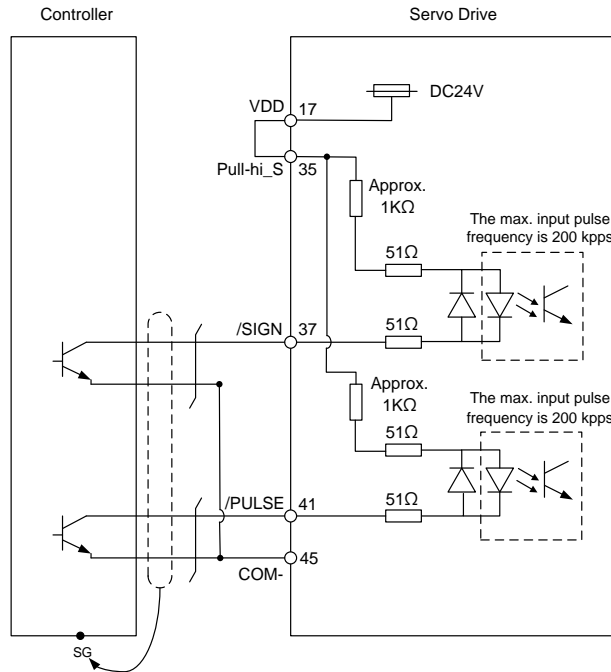 Controller
Servo Drive
VDD
17
DC24V
Pull-hi_S
35
Approx.
1KΩ
The max. input pulse
frequency is 200 kpps
51Ω
/SIGN
37
51Ω
Approx.
1KΩ
The max. input pulse
frequency is 200 kpps
51Ω
/PULSE
41
51Ω
45
COM-
SG